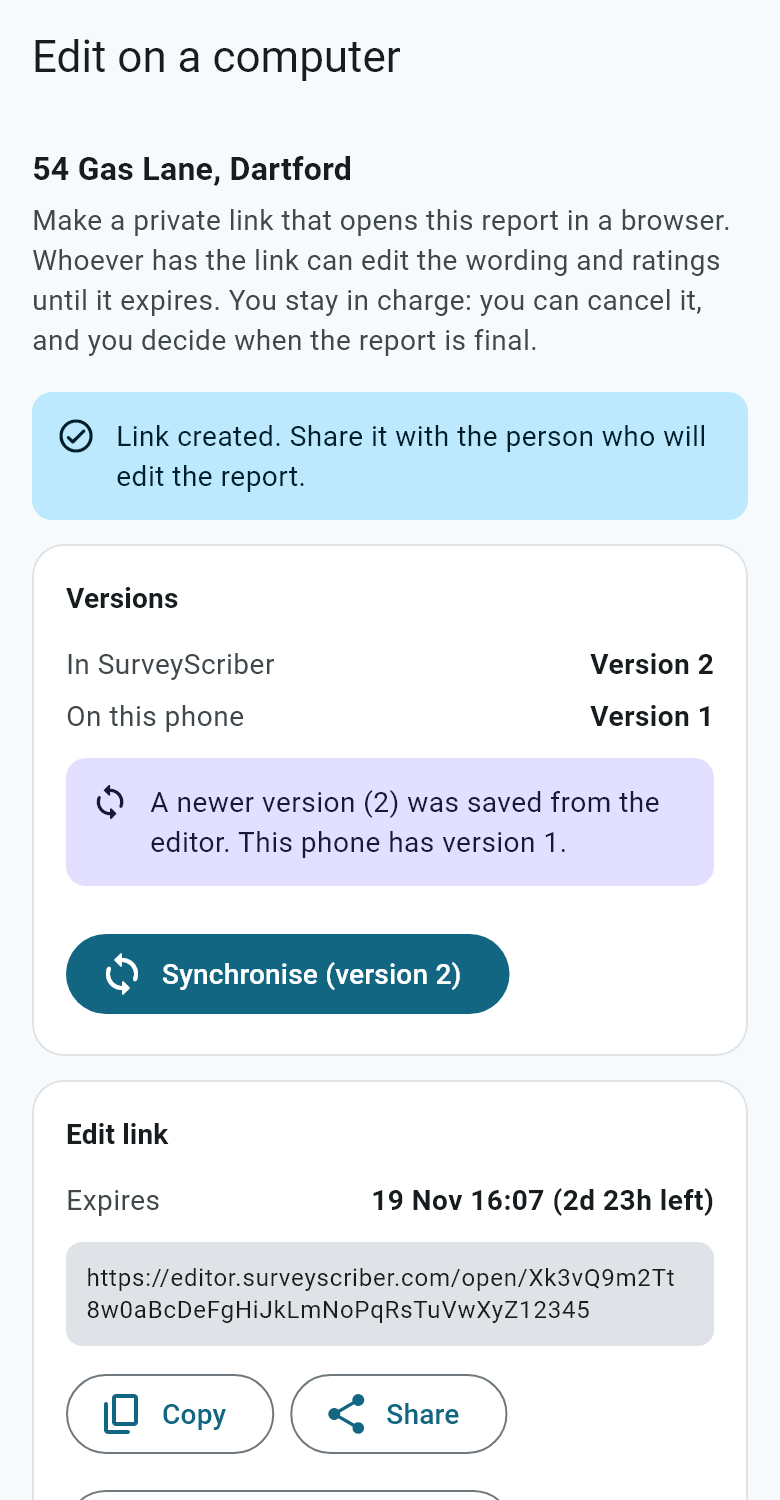 Edit on a computer
54 Gas Lane, Dartford
Make a private link that opens this report in a browser.
Whoever has the link can edit the wording and ratings
until it expires. You stay in charge: you can cancel it,
and you decide when the report is final.
Link created. Share it with the person who will
edit the report.
Versions
In SurveyScriber Version 2
On this phone Version 1
A newer version (2) was saved from the
editor. This phone has version 1.
Synchronise (version 2)
Edit link
Expires 19 Nov 16:07 (2d 23h left)
https://editor.surveyscriber.com/open/Xk3vQ9m2Tt
8w0aBcDeFgHiJkLmNoPqRsTuVwXyZ12345
Copy Share